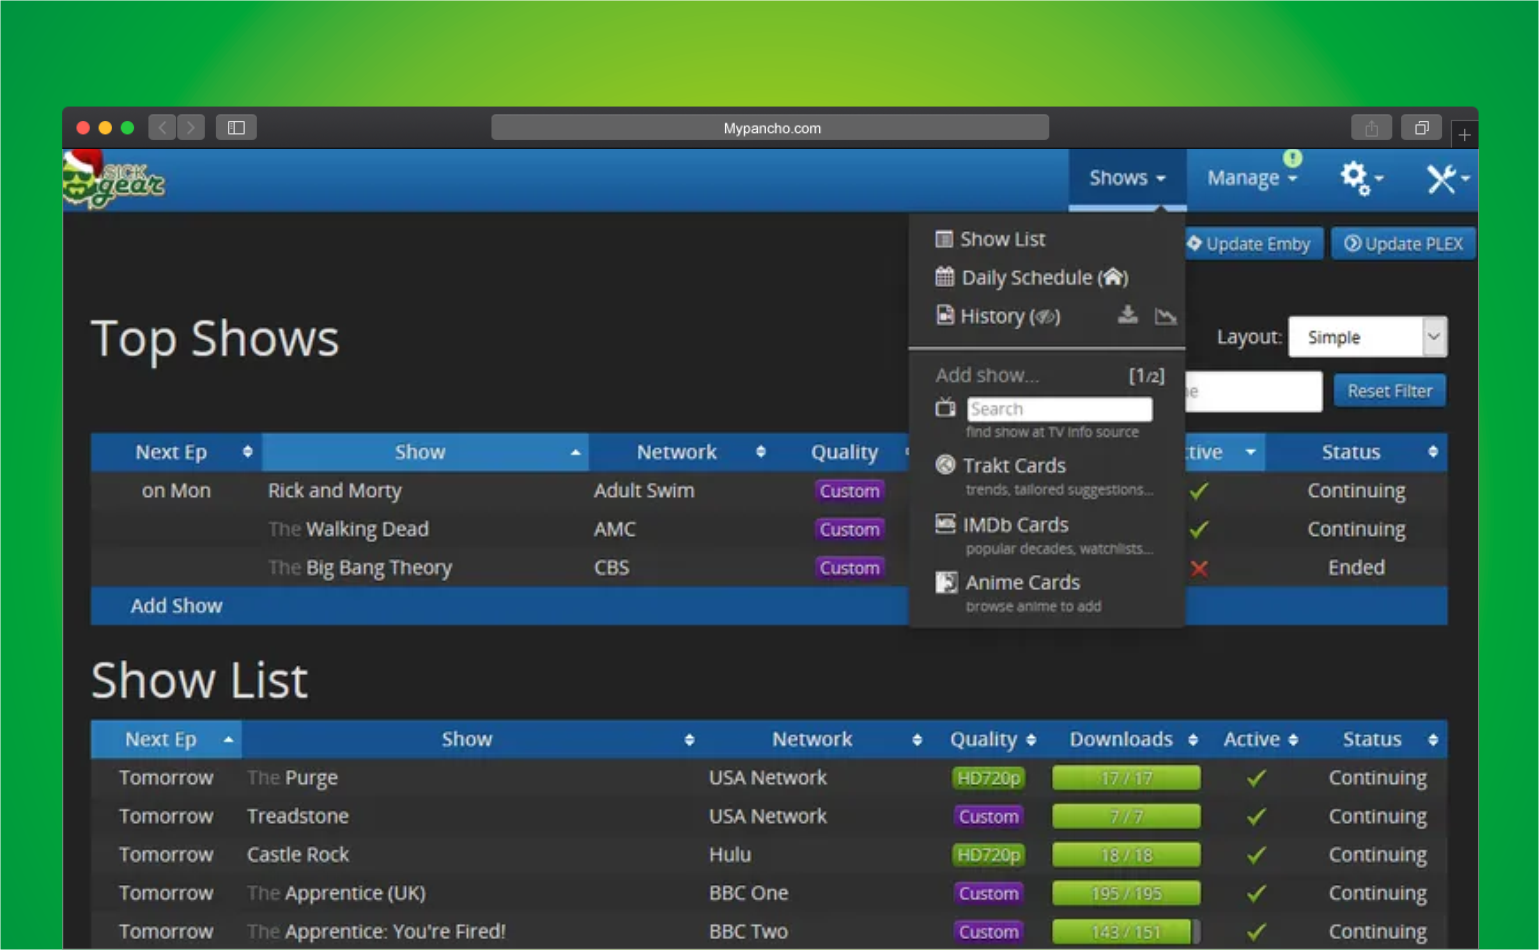 Mypancho.com
SICK
gear
Shows
Manage
!
Show List
Update Emby
Update PLEX
Daily Schedule ( )
History ( )
Top Shows
Layout:
Simple
Add show...
[1/2]
Reset Filter
Search
find show at TV info source
Next Ep
Show
Network
Quality
Status
Trakt Cards
trends, tailored suggestions...
on Mon
Rick and Morty
Adult Swim
Custom
Continuing
IMDb Cards
popular decades, watchlists...
The Walking Dead
AMC
Custom
Continuing
The Big Bang Theory
CBS
Custom
Ended
Anime Cards
browse anime to add
Add Show
Show List
Next Ep Show Network Quality Downloads Active Status
Tomorrow The Purge USA Network HD720p 17 / 17 Continuing
Tomorrow Treadstone USA Network Custom 7 / 7 Continuing
Tomorrow Castle Rock Hulu HD720p 18 / 18 Continuing
Tomorrow The Apprentice (UK) BBC One Custom 195 / 195 Continuing
Tomorrow The Apprentice: You're Fired! BBC Two Custom 143 / 151 Continuing